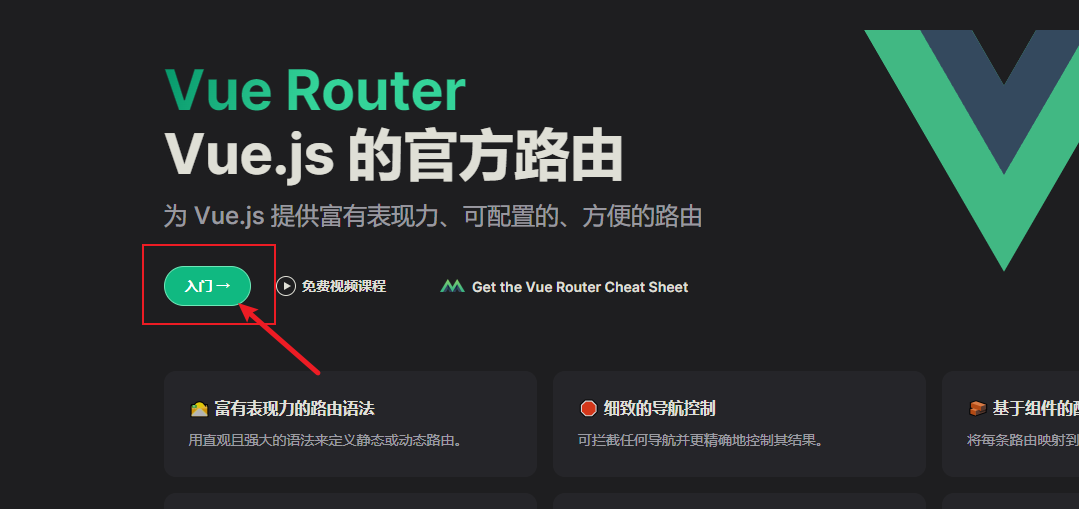 Vue Router
Vue.js 的官方路由
为 Vue.js 提供富有表现力、可配置的、方便的路由
入门 → 免费视频课程 Get the Vue Router Cheat Sheet
富有表现力的路由语法 细致的导航控制 基于组件的
用直观且强大的语法来定义静态或动态路由。 可拦截任何导航并更精确地控制其结果。 将每条路由映射到